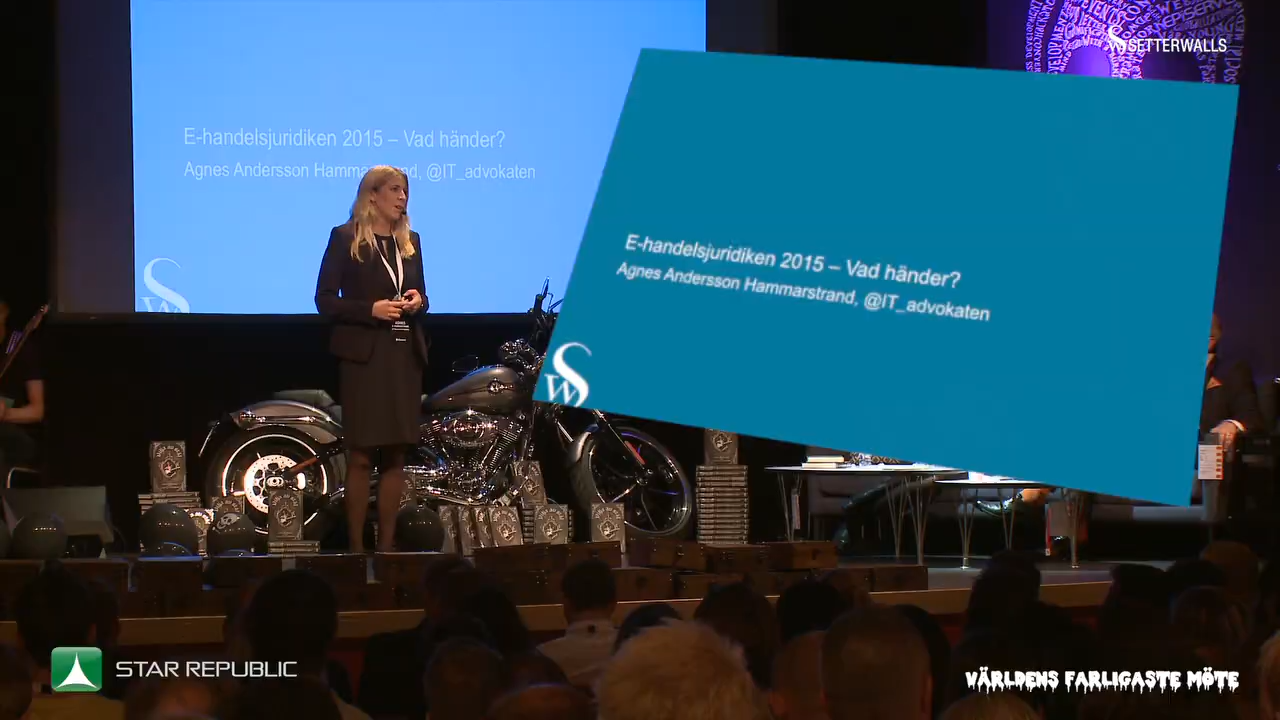 SETTERWALLS
E-handelsjuridiken 2015 – Vad händer?
Agnes Andersson Hammarstrand, @IT_advokaten
E-handelsjuridiken 2015 – Vad händer?
Agnes Andersson Hammarstrand, @IT_advokaten
STAR REPUBLIC
VÄRLDENS FARLIGASTE MÖTE